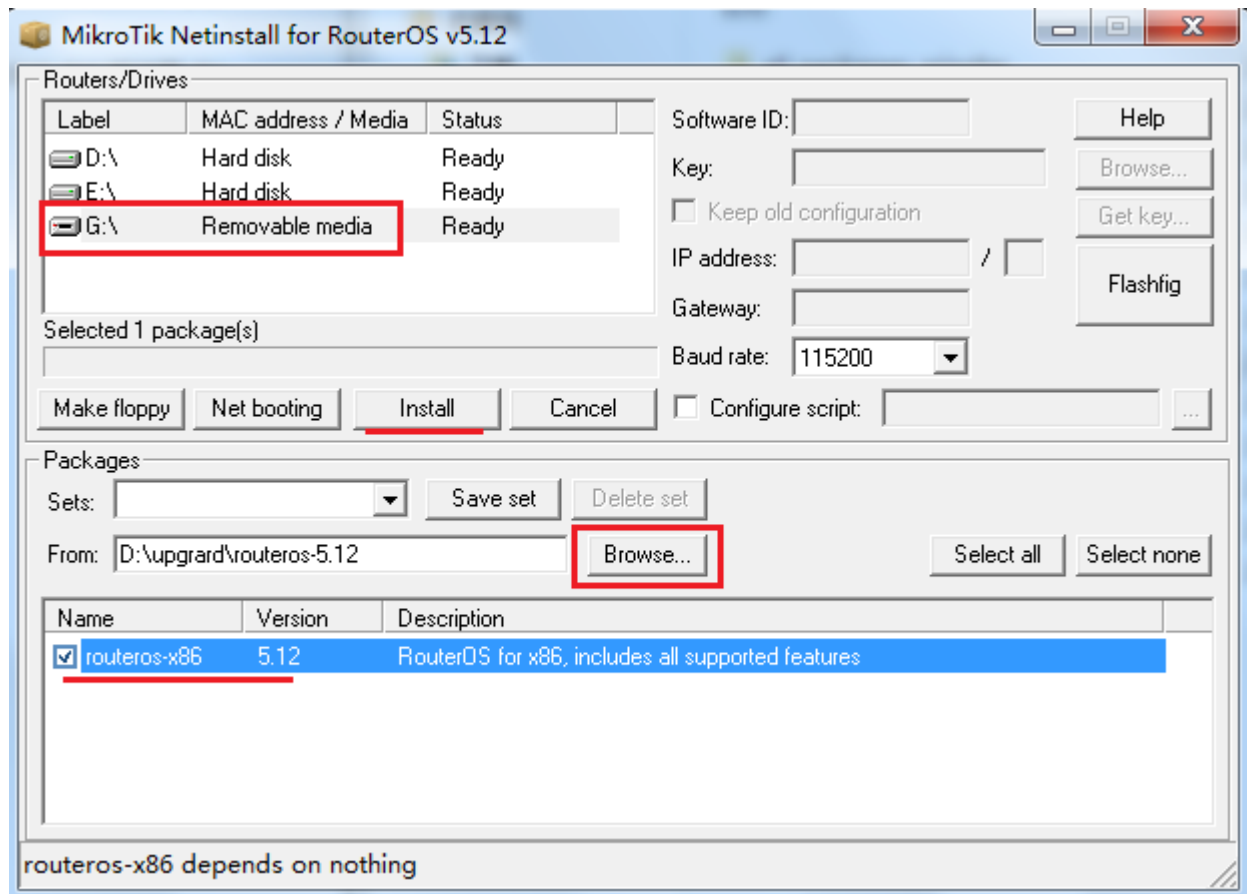 MikroTik Netinstall for RouterOS v5.12
Routers/Drives
Label MAC address / Media Status
D:\ Hard disk Ready
E:\ Hard disk Ready
G:\ Removable media Ready
Selected 1 package(s)
Make floppy Net booting Install Cancel
Software ID: Help
Key: Browse...
Keep old configuration Get key...
IP address: /
Flashfig
Gateway:
Baud rate: 115200
Configure script: ...
Packages
Sets: Save set Delete set
From: D:\upgrard\routeros-5.12 Browse... Select all Select none
Name Version Description
routeros-x86 5.12 RouterOS for x86, includes all supported features
routeros-x86 depends on nothing